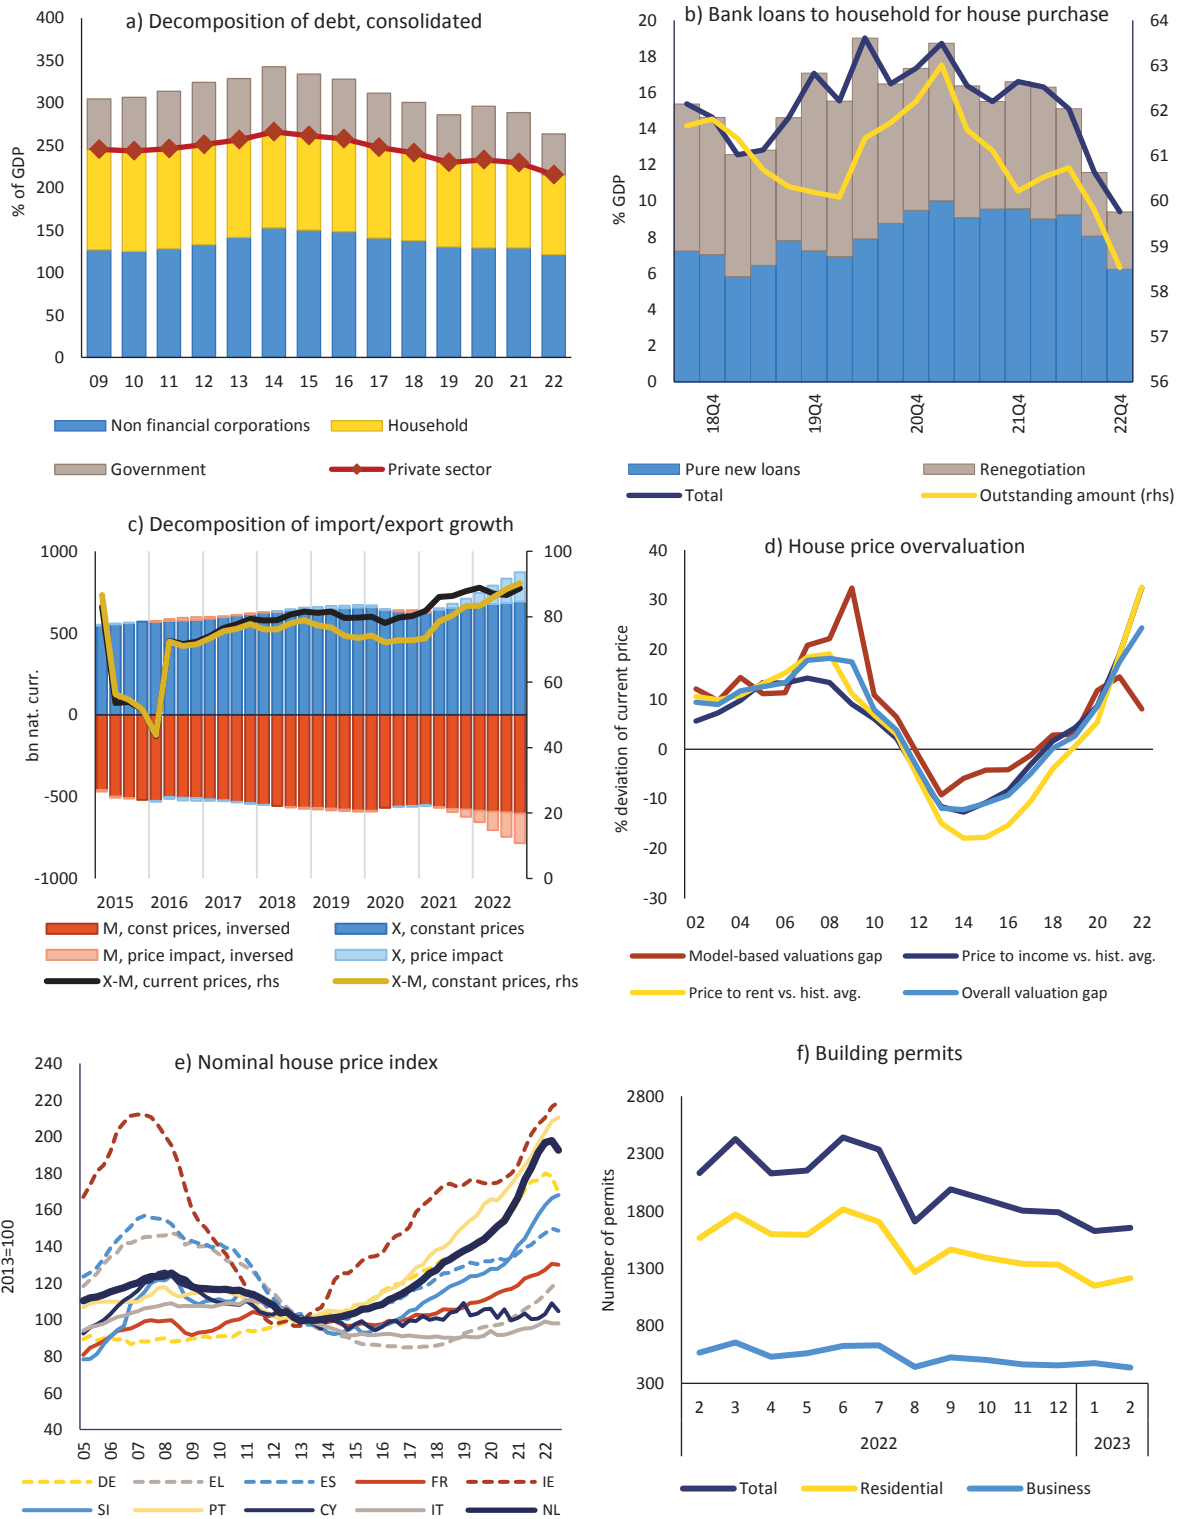 a) Decomposition of debt, consolidated
% of GDP
400
350
300
250
200
150
100
50
0
09 10 11 12 13 14 15 16 17 18 19 20 21 22
Non financial corporations Household
Government Private sector
b) Bank loans to household for house purchase
% GDP
20 64
18 63
16 62
14 61
12 60
10 59
8 58
6 57
4 56
2
0
18Q4 19Q4 20Q4 21Q4 22Q4
Pure new loans Renegotiation
Total Outstanding amount (rhs)
c) Decomposition of import/export growth
bn nat. curr.
1000 100
500 80
0 60
-500 40
-1000 20
0
2015 2016 2017 2018 2019 2020 2021 2022
M, const prices, inversed X, constant prices
M, price impact, inversed X, price impact
X-M, current prices, rhs X-M, constant prices, rhs
d) House price overvaluation
% deviation of current price
40
30
20
10
0
-10
-20
-30
02 04 06 08 10 12 14 16 18 20 22
Model-based valuations gap Price to income vs. hist. avg.
Price to rent vs. hist. avg. Overall valuation gap
e) Nominal house price index
2013=100
240
220
200
180
160
140
120
100
80
60
40
05 06 07 08 09 10 11 12 13 14 15 16 17 18 19 20 21 22
DE EL ES FR IE
SI PT CY IT NL
f) Building permits
Number of permits
2800
2300
1800
1300
800
300
2 3 4 5 6 7 8 9 10 11 12 1 2
2022 2023
Total Residential Business